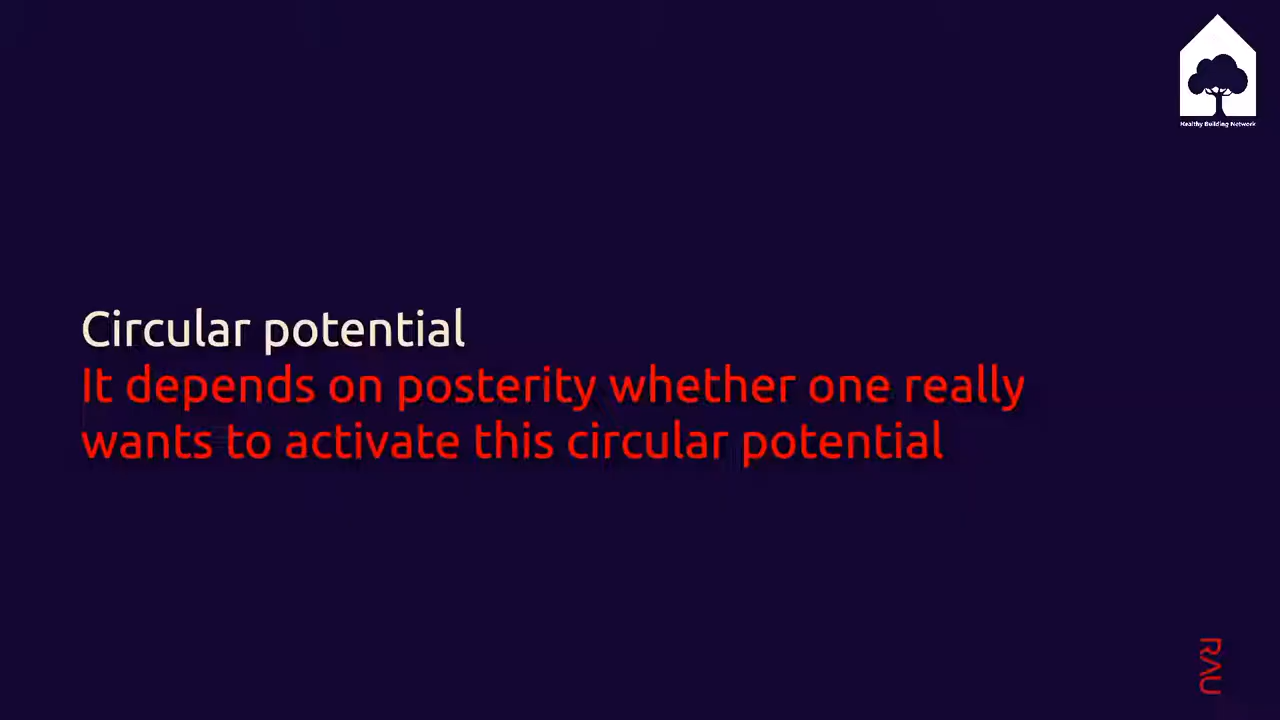 Healthy Building Network
Circular potential
It depends on posterity whether one really
wants to activate this circular potential
RAU